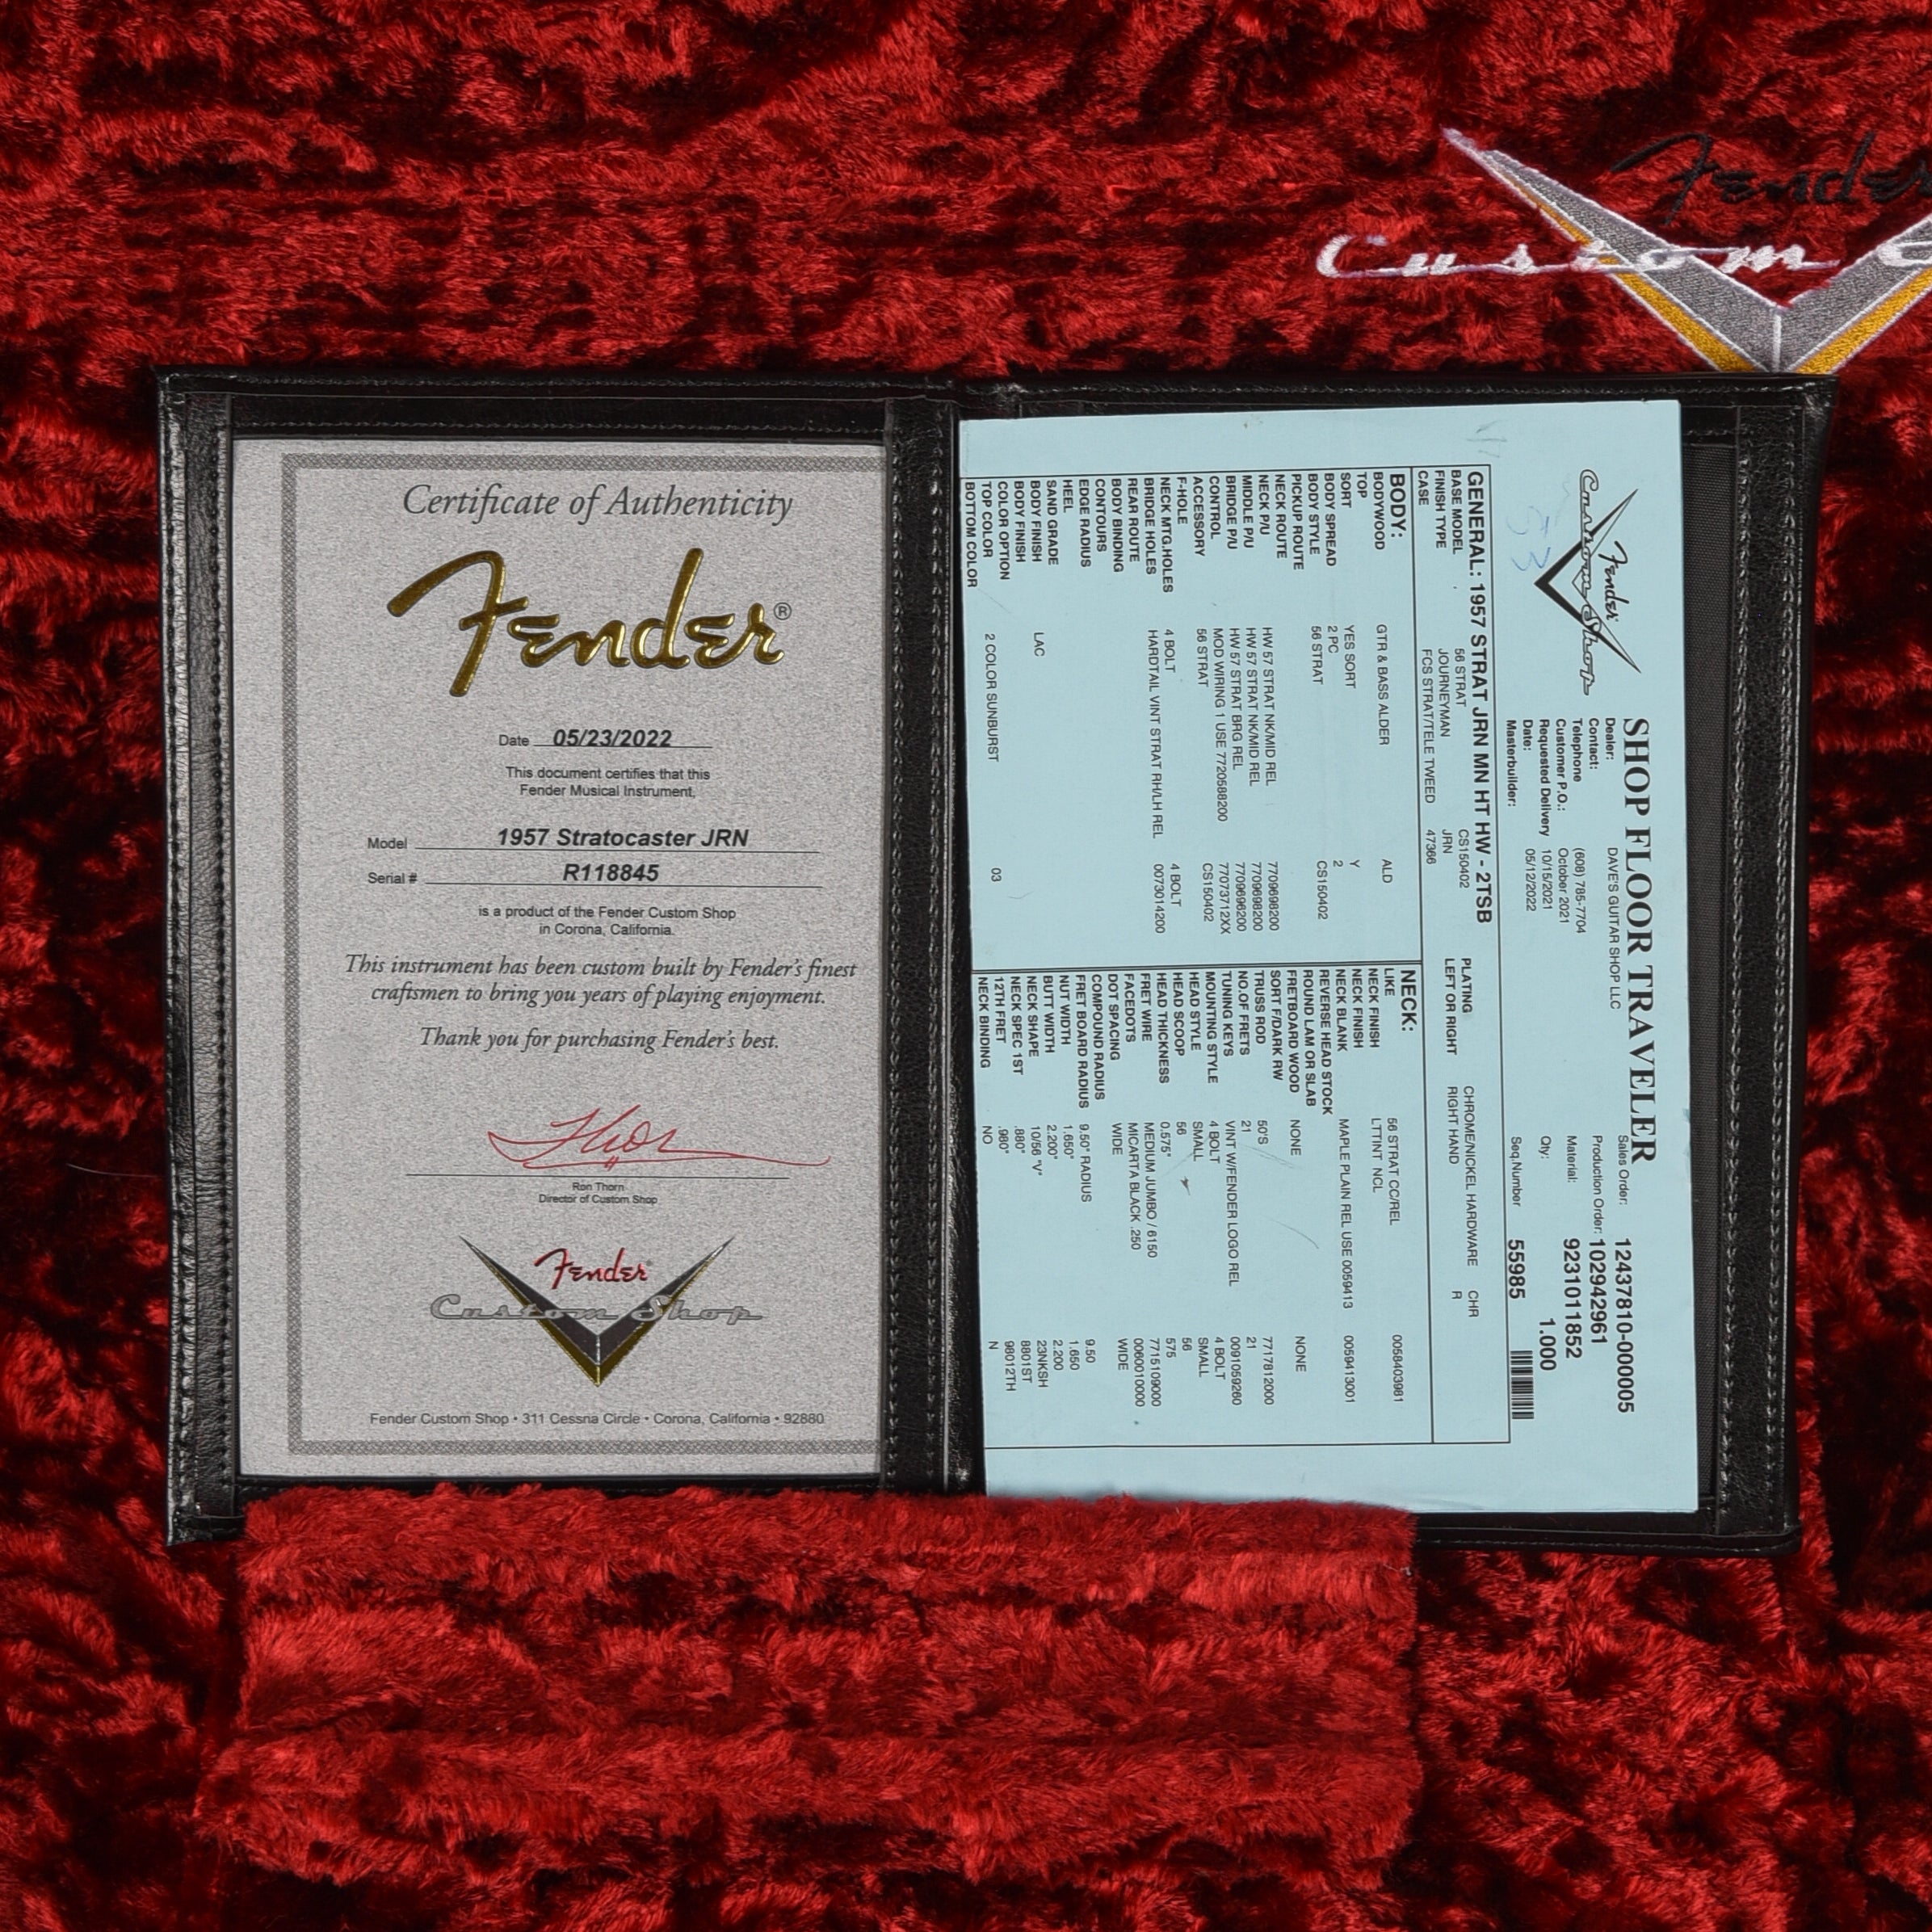 Fender
Custom
Certificate of Authenticity
Fender®
Date 05/23/2022
This document certifies that this
Fender Musical Instrument,
Model 1957 Stratocaster JRN
Serial # R118845
is a product of the Fender Custom Shop
in Corona, California.
This instrument has been custom built by Fender's finest
craftsmen to bring you years of playing enjoyment.
Thank you for purchasing Fender's best.
Thor
Ron Thorn
Director of Custom Shop
Fender
Custom Shop
Fender Custom Shop • 311 Cessna Circle • Corona, California • 92880
Fender
Custom Shop
53
SHOP FLOOR TRAVELER
Dealer: DAVE'S GUITAR SHOP LLC
Contact:
Telephone (608) 785-7704
Customer P.O.: October 2021
Requested Delivery 10/15/2021
Date: 05/12/2022
Masterbuilder:
Sales Order: 12437810-000005
Production Order: 102942961
Material: 9231011852
Qty: 1.000
Seq.Number 55985
GENERAL: 1957 STRAT JRN MN HT HW - 2TSB
BASE MODEL 56 STRAT CS150402
FINISH TYPE JOURNEYMAN JRN
CASE FCS STRAT/TELE TWEED 47366
PLATING CHROME/NICKEL HARDWARE CHR
LEFT OR RIGHT RIGHT HAND R
BODY:
BODYWOOD GTR & BASS ALDER ALD
TOP
SORT YES SORT Y
BODY SPREAD 2 PC 2
BODY STYLE 56 STRAT CS150402
PICKUP ROUTE
NECK ROUTE
NECK P/U HW 57 STRAT NK/MID REL 7709698200
MIDDLE P/U HW 57 STRAT NK/MID REL 7709698200
BRIDGE P/U HW 57 STRAT BRG REL 7709696200
CONTROL MOD WIRING 1 USE 7720588200 77073712XX
ACCESSORY 56 STRAT CS150402
F-HOLE
NECK MTG.HOLES 4 BOLT 4 BOLT
BRIDGE HOLES HARDTAIL VINT STRAT RH/LH REL 0073014200
REAR ROUTE
BODY BINDING
CONTOURS
EDGE RADIUS
HEEL
SAND GRADE
BODY FINISH LAC
BODY FINISH
COLOR OPTION
TOP COLOR 2 COLOR SUNBURST 03
BOTTOM COLOR
NECK:
LIKE 56 STRAT CC/REL 0058403981
NECK FINISH LTTINT NCL
NECK FINISH
NECK BLANK MAPLE PLAIN REL USE 0059413 0059413001
REVERSE HEAD STOCK
ROUND LAM OR SLAB
FRETBOARD WOOD NONE NONE
SORT F/DARK RW
TRUSS ROD 50'S 7717812000
NO.OF FRETS 21 21
TUNING KEYS VINT W/FENDER LOGO REL 0091059260
MOUNTING STYLE 4 BOLT 4 BOLT
HEAD STYLE SMALL SMALL
HEAD SCOOP 56 56
HEAD THICKNESS 0.575" 575
FRET WIRE MEDIUM JUMBO / 6150 7715109000
FACEDOTS MICARTA BLACK .250 0060010000
DOT SPACING WIDE WIDE
COMPOUND RADIUS
FRET BOARD RADIUS 9.50" RADIUS 9.50
NUT WIDTH 1.650" 1.650
BUTT WIDTH 2.200" 2.200
NECK SHAPE 10/56 "V" 23NKSH
NECK SPEC 1ST .880" 8801ST
12TH FRET .980" 98012TH
NECK BINDING NO N